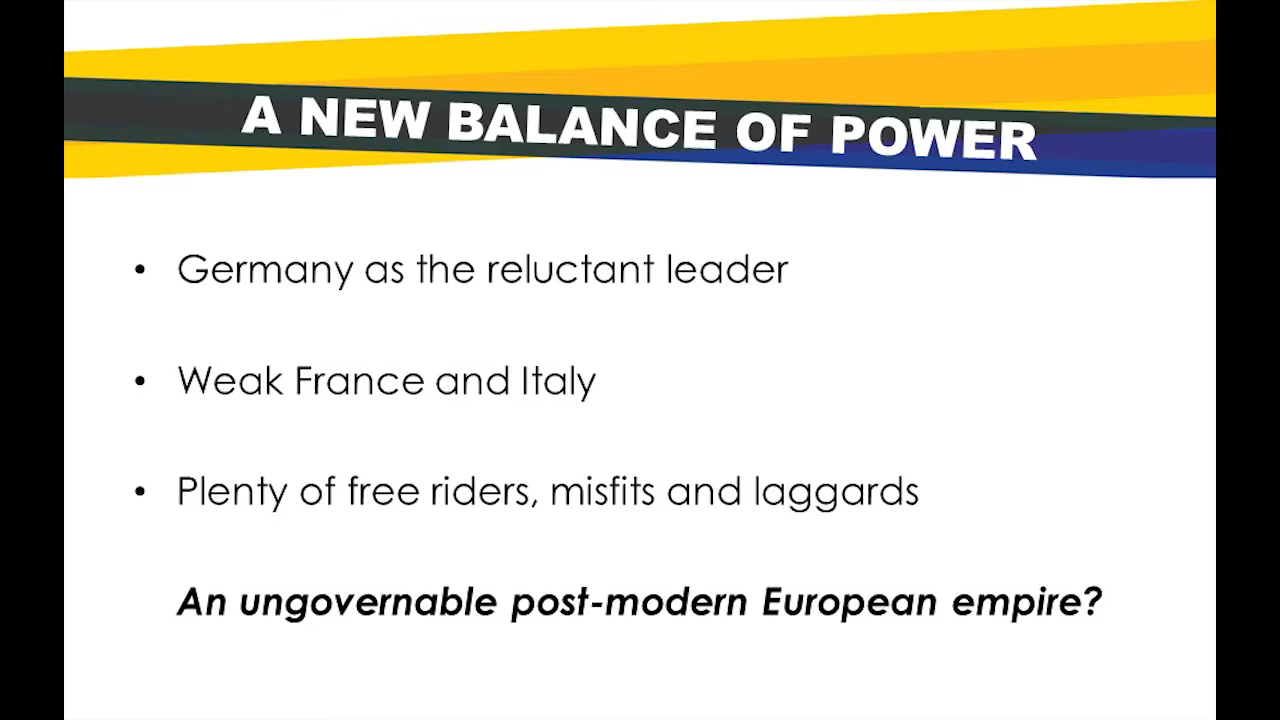 A NEW BALANCE OF POWER
• Germany as the reluctant leader
• Weak France and Italy
• Plenty of free riders, misfits and laggards
An ungovernable post-modern European empire?